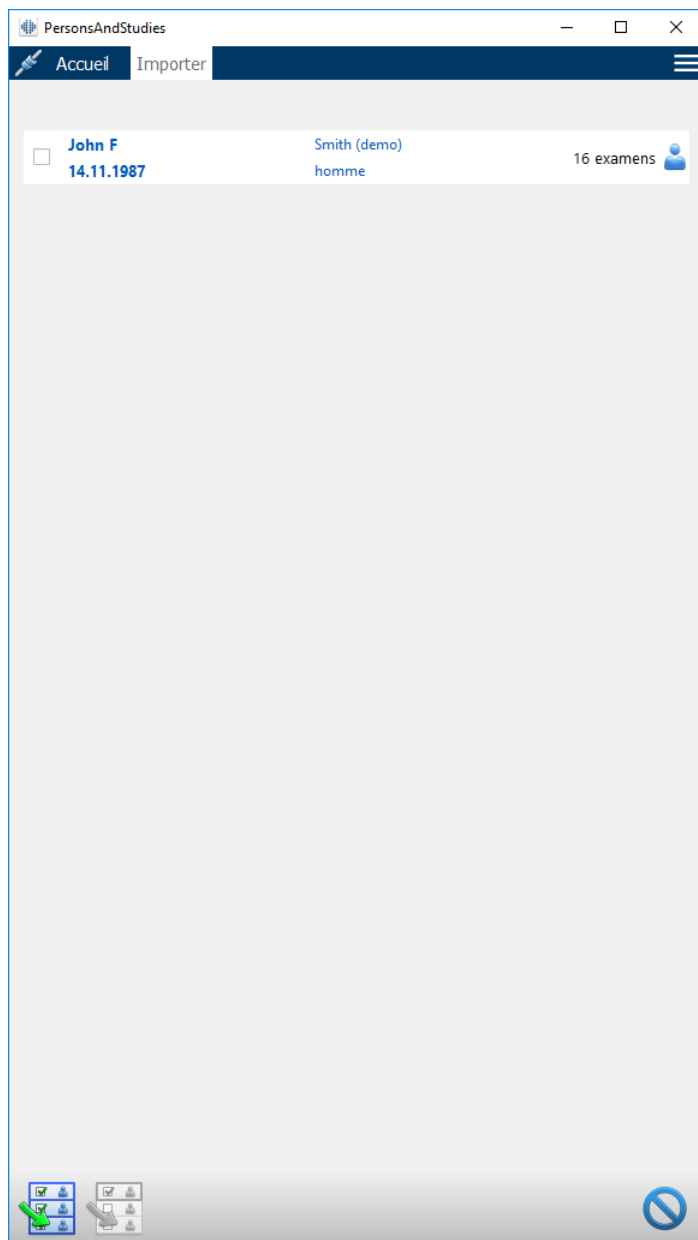 PersonsAndStudies
Accueil Importer
John F Smith (demo) 16 examens
14.11.1987 homme